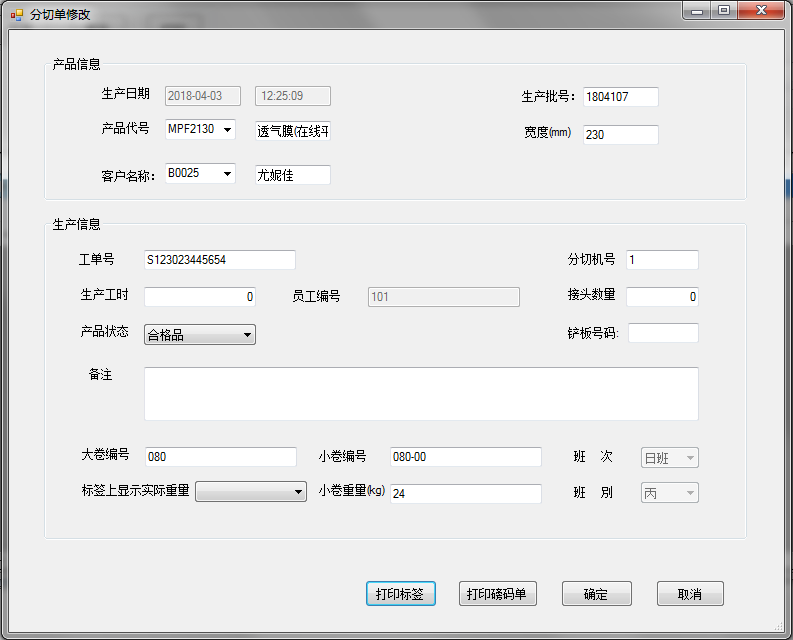 分切单修改
产品信息
生产日期 2018-04-03 12:25:09 生产批号: 1804107
产品代号 MPF2130 透气膜(在线平 宽度(mm) 230
客户名称: B0025 尤妮佳
生产信息
工单号 S123023445654 分切机号 1
生产工时 0 员工编号 101 接头数量 0
产品状态 合格品 铲板号码:
备注
大卷编号 080 小卷编号 080-00 班 次 日班
标签上显示实际重量 小卷重量(kg) 24 班 别 丙
打印标签 打印磅码单 确定 取消